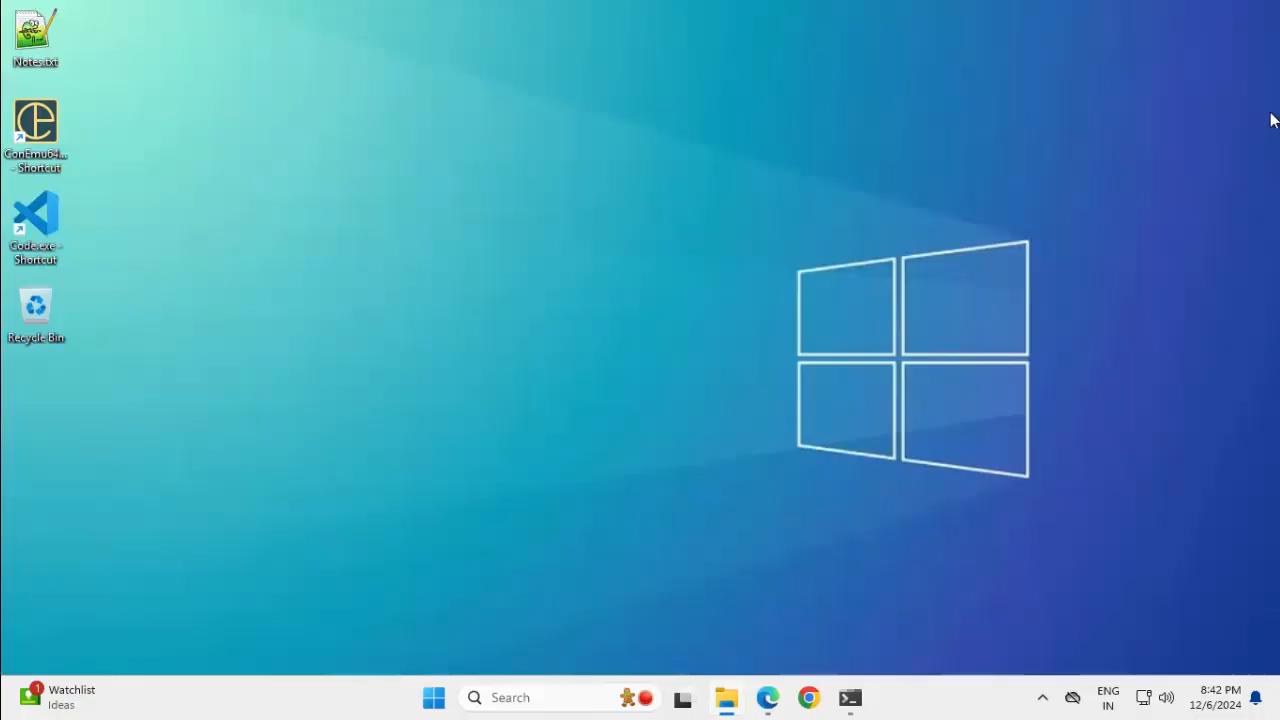 Notes.txt
ConEmu64...
- Shortcut
Code.exe -
Shortcut
Recycle Bin
1
Watchlist
Ideas
Search
ENG
IN
8:42 PM
12/6/2024